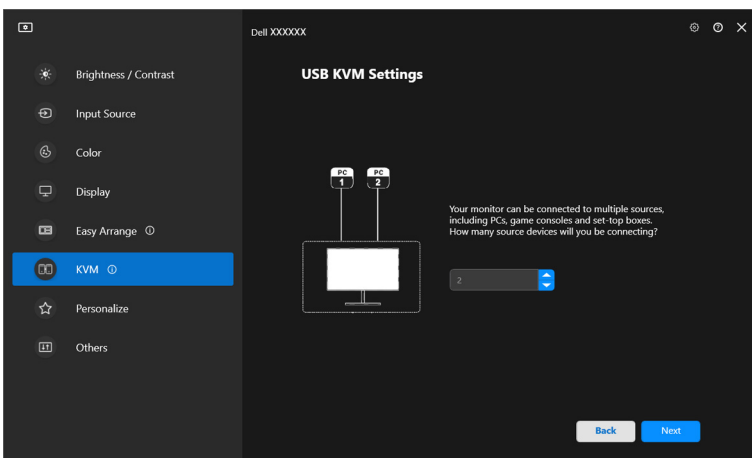 Dell XXXXXX
Brightness / Contrast
Input Source
Color
Display
Easy Arrange
KVM
Personalize
Others
USB KVM Settings
PC
1
PC
2
Your monitor can be connected to multiple sources,
including PCs, game consoles and set-top boxes.
How many source devices will you be connecting?
2
Back
Next